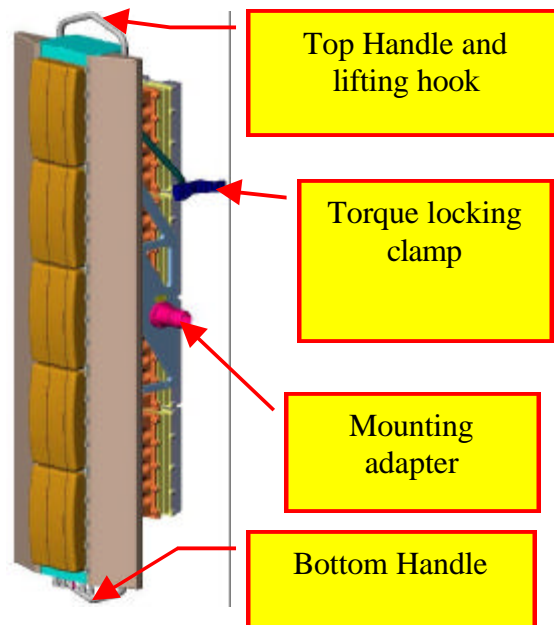 Top Handle and
lifting hook
Torque locking
clamp
Mounting
adapter
Bottom Handle